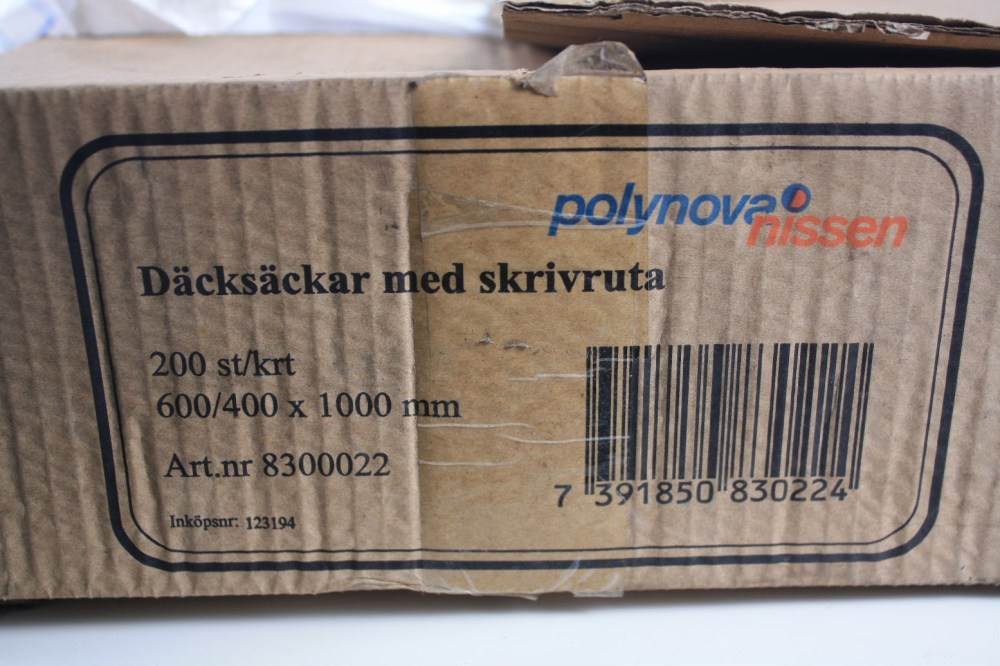 polynova
nissen
Däcksäckar med skrivruta
200 st/krt
600/400 x 1000 mm
Art.nr 8300022
7 391850 830224
Inköpsnr: 123194